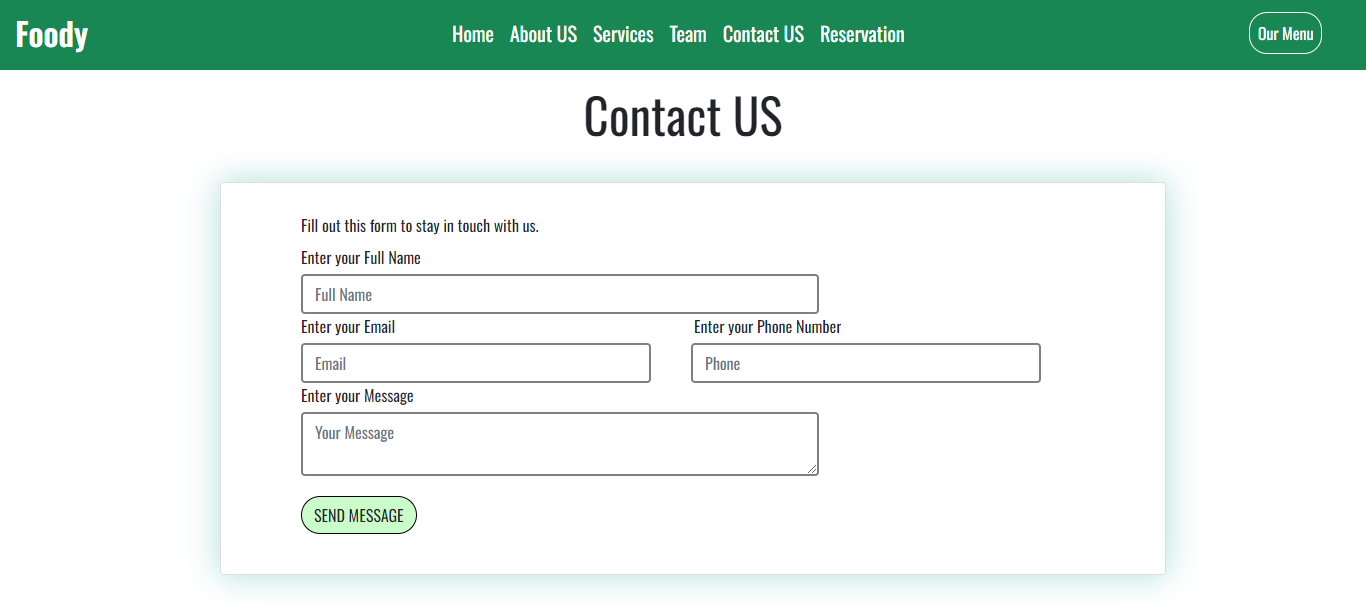 Foody Home About US Services Team Contact US Reservation Our Menu
Contact US
Fill out this form to stay in touch with us.
Enter your Full Name
Full Name
Enter your Email Enter your Phone Number
Email Phone
Enter your Message
Your Message
SEND MESSAGE